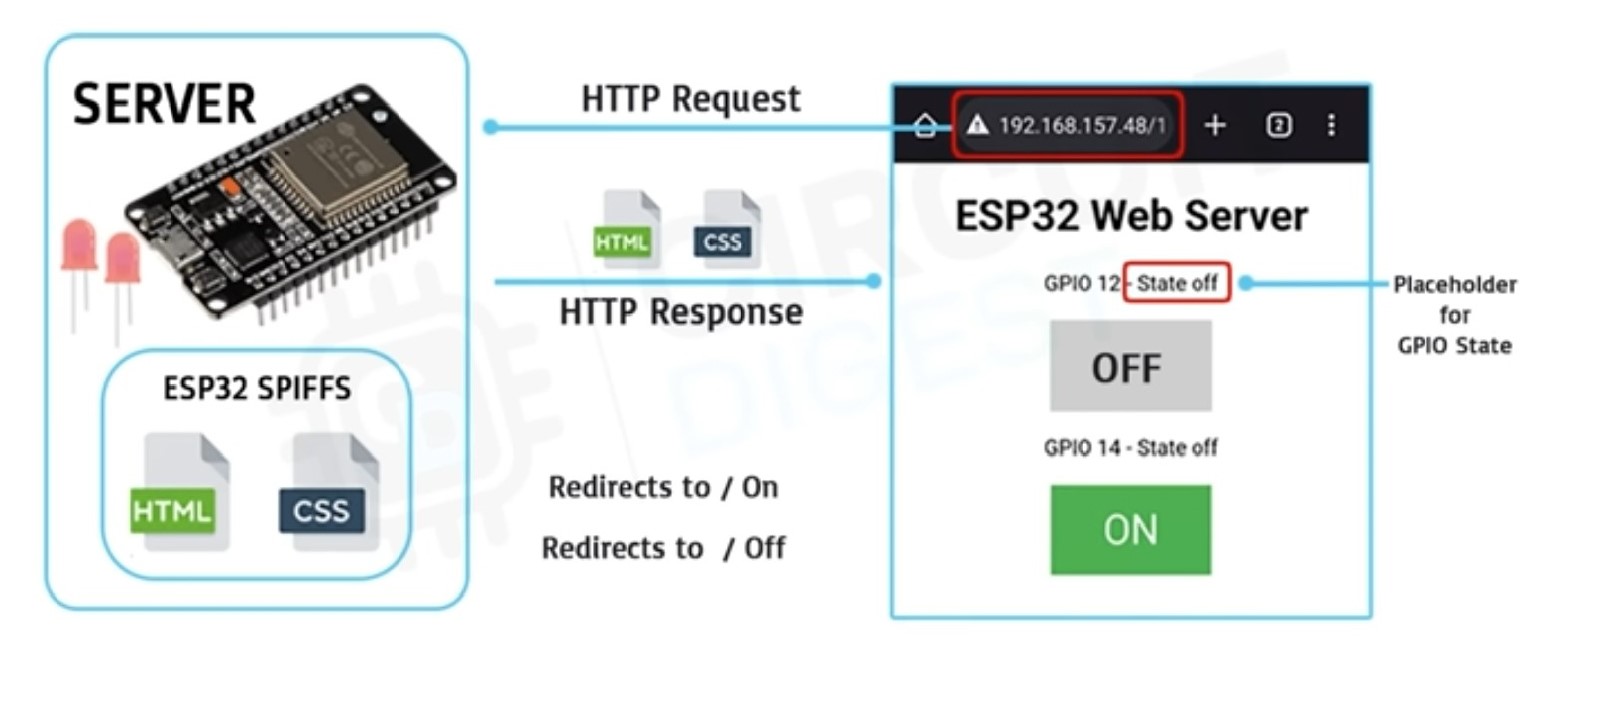 SERVER
ESP32 SPIFFS
HTML
CSS
HTTP Request
HTML
CSS
HTTP Response
Redirects to / On
Redirects to / Off
192.168.157.48/1
2
ESP32 Web Server
GPIO 12 - State off
OFF
GPIO 14 - State off
ON
Placeholder
for
GPIO State
DIGEST